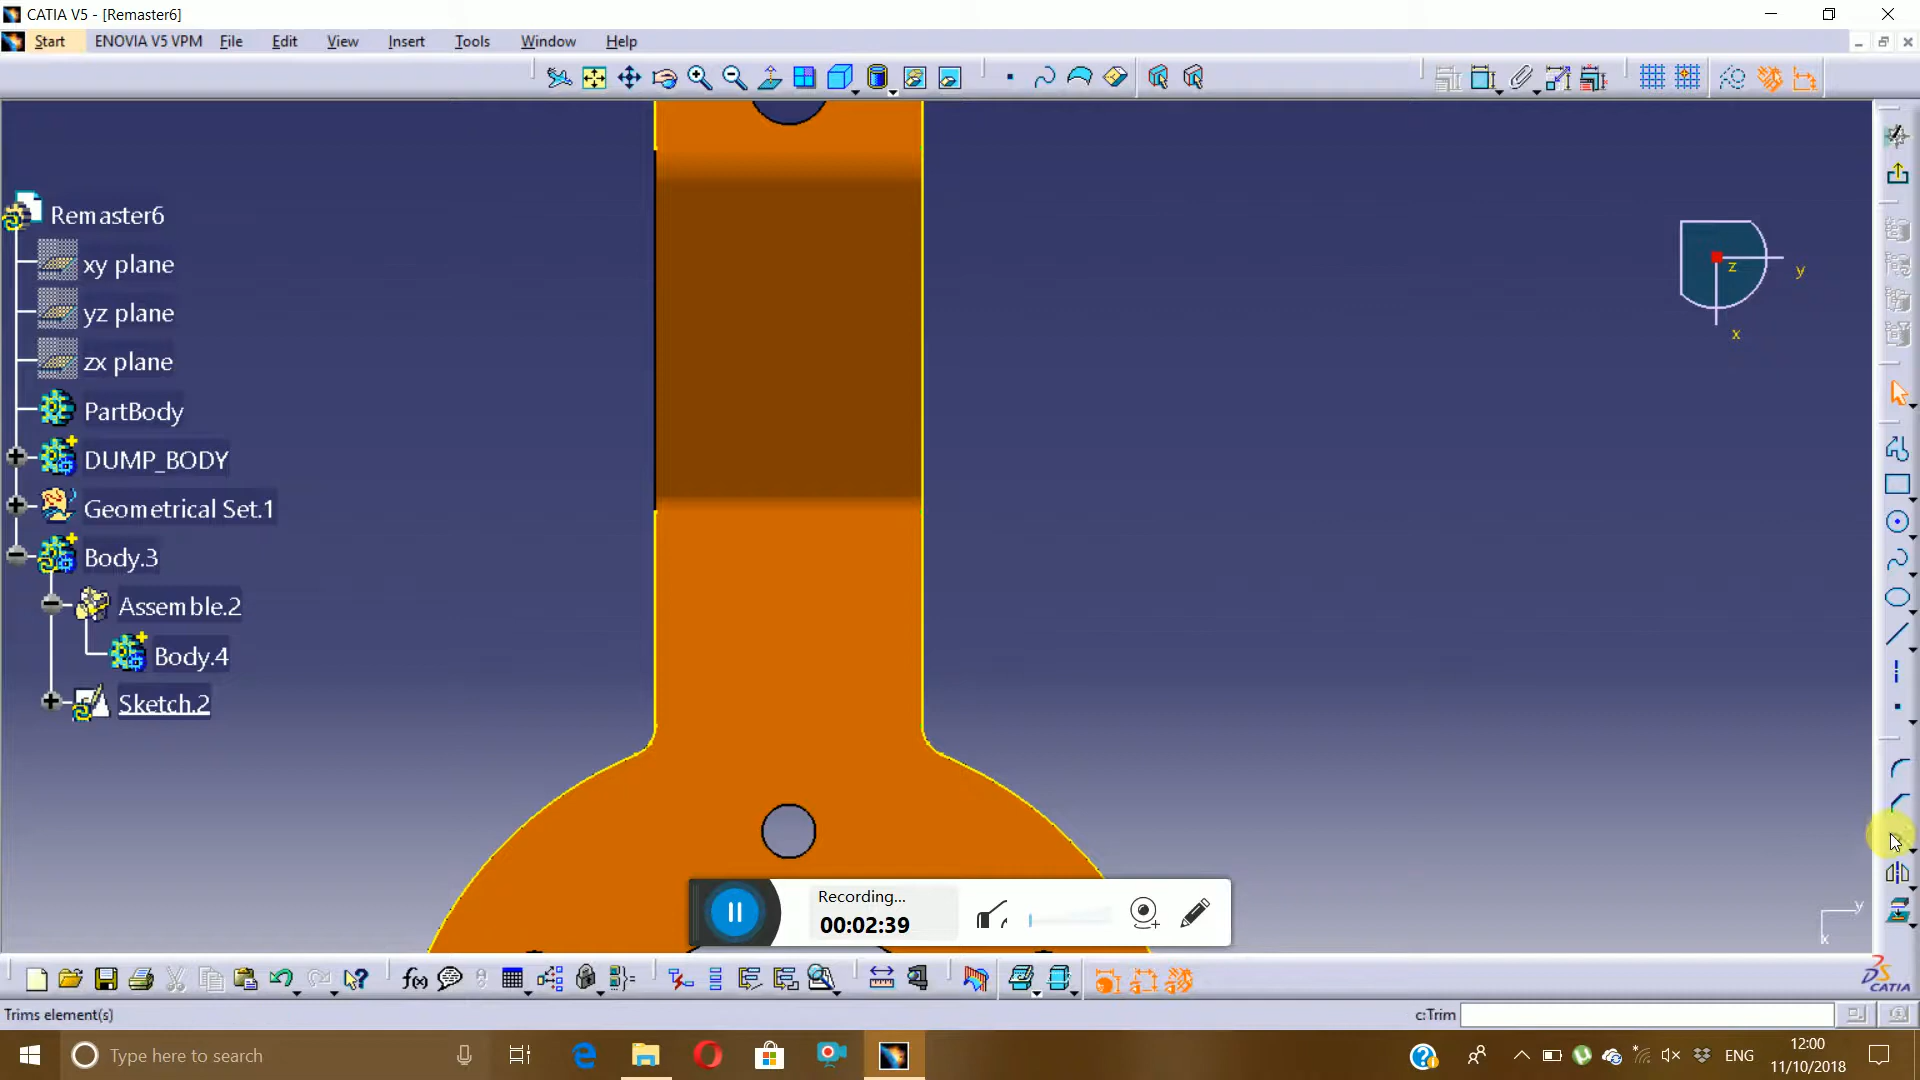 CATIA V5 - [Remaster6]
Start ENOVIA V5 VPM File Edit View Insert Tools Window Help
Remaster6
xy plane
yz plane
zx plane
PartBody
DUMP_BODY
Geometrical Set.1
Body.3
Assemble.2
Body.4
Sketch.2
z
y
x
y
x
Recording...
00:02:39
f(x)
CATIA
Trims element(s)
c:Trim
Type here to search
ENG
12:00
11/10/2018